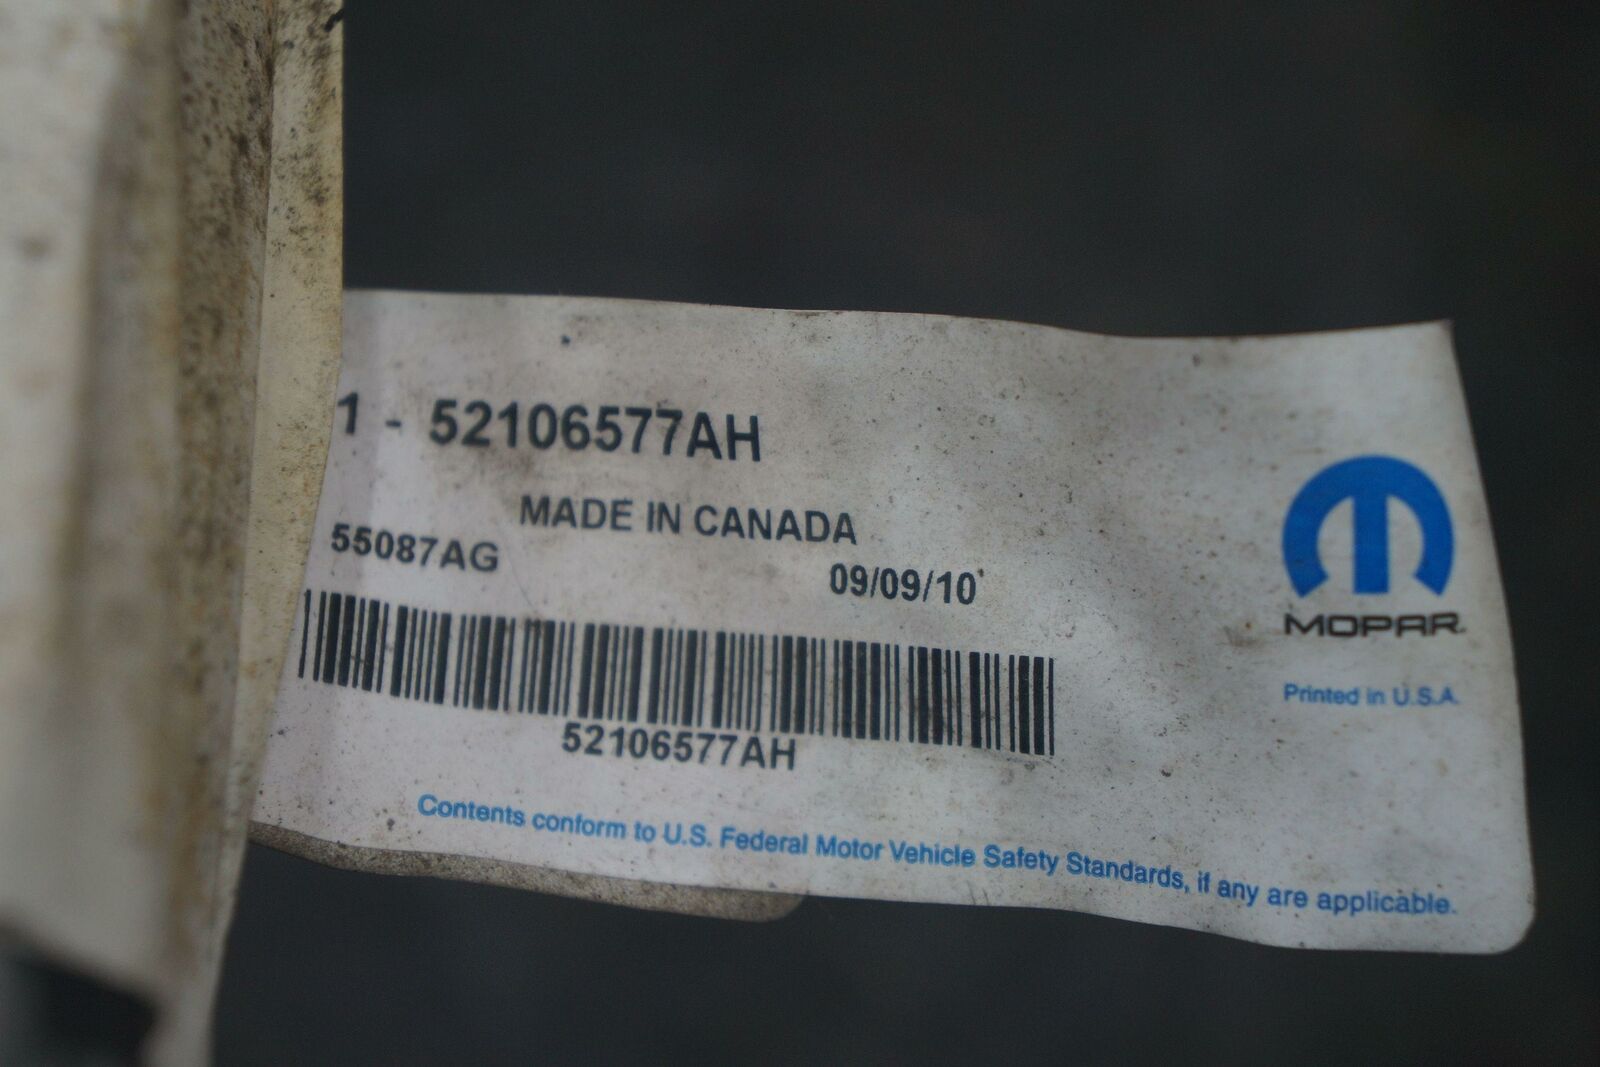 1 - 52106577AH
MADE IN CANADA
55087AG
09/09/10
52106577AH
MOPAR
Printed in U.S.A.
Contents conform to U.S. Federal Motor Vehicle Safety Standards, if any are applicable.